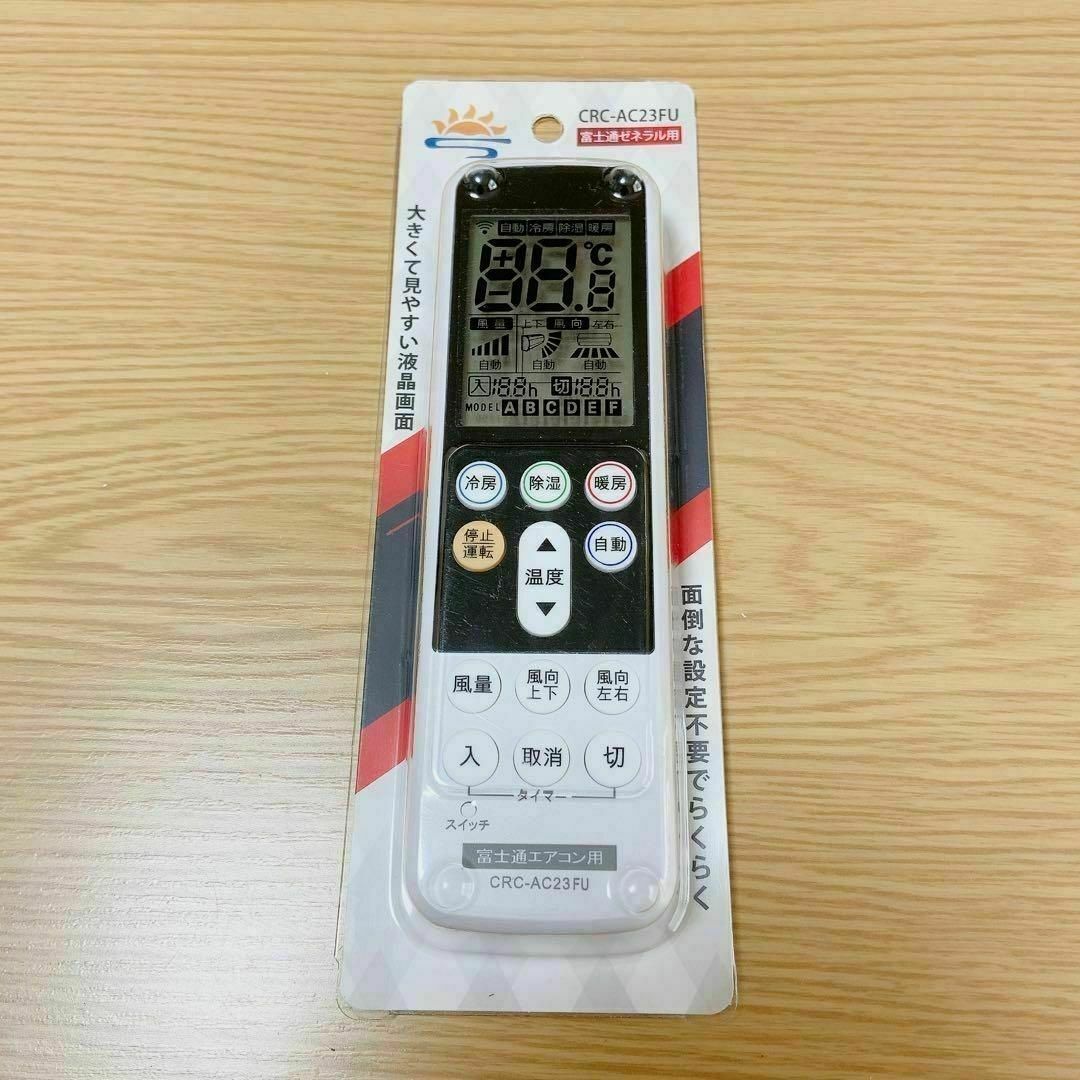 CRC-AC23FU
富士通ゼネラル用
大きくて見やすい液晶画面
自動 冷房 除湿 暖房
+88.8℃
風量 上下 風向 左右
自動 自動 自動
入 188h 切 188h
MODEL A B C D E F
冷房 除湿 暖房
停止
運転
温度
自動
風量
風向
上下
風向
左右
入 取消 切
タイマー
スイッチ
富士通エアコン用
CRC-AC23FU
面倒な設定不要でらくらく